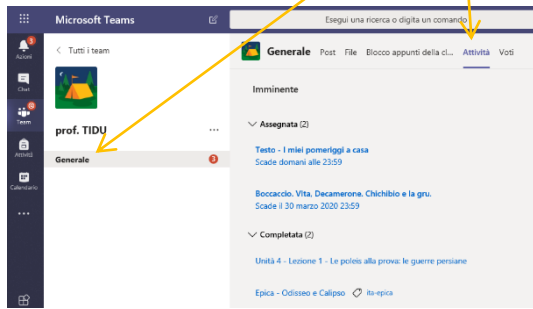 Microsoft Teams
Esegui una ricerca o digita un comando
3
Azioni
Chat
Team
Attività
Calendario
< Tutti i team
prof. TIDU
...
Generale
3
Generale Post File Blocco appunti della cl... Attività Voti
Imminente
Assegnata (2)
Testo - I miei pomeriggi a casa
Scade domani alle 23:59
Boccaccio. Vita, Decamerone. Chichibio e la gru.
Scade il 30 marzo 2020 23:59
Completata (2)
Unità 4 - Lezione 1 - Le poleis alla prova: le guerre persiane
Epica - Odisseo e Calipso ita-epica